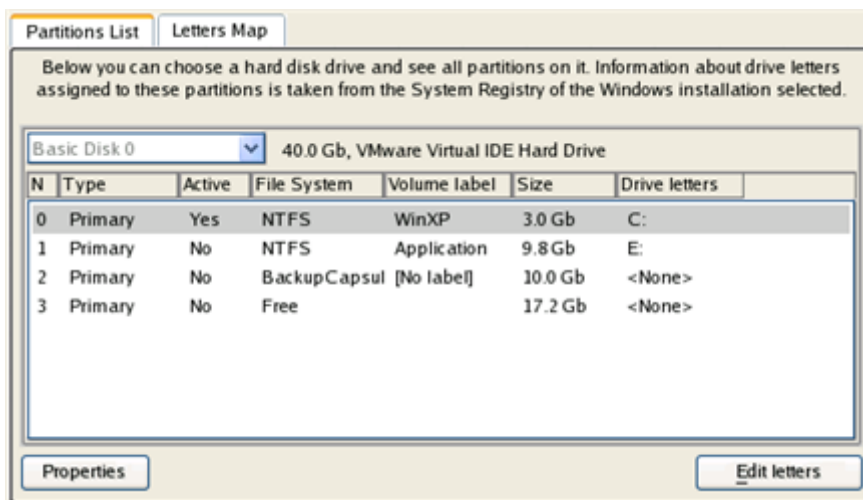 Partitions List Letters Map
Below you can choose a hard disk drive and see all partitions on it. Information about drive letters
assigned to these partitions is taken from the System Registry of the Windows installation selected.
Basic Disk 0 40.0 Gb, VMware Virtual IDE Hard Drive
N Type Active File System Volume label Size Drive letters
0 Primary Yes NTFS WinXP 3.0 Gb C:
1 Primary No NTFS Application 9.8 Gb E:
2 Primary No BackupCapsul [No label] 10.0 Gb <None>
3 Primary No Free 17.2 Gb <None>
Properties Edit letters